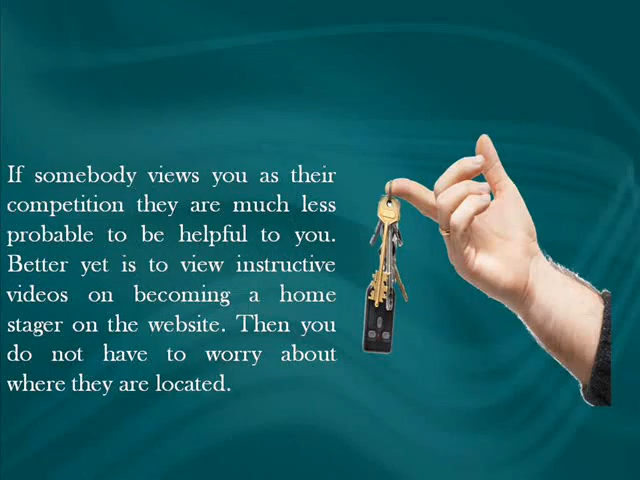 If somebody views you as their
competition they are much less
probable to be helpful to you.
Better yet is to view instructive
videos on becoming a home
stager on the website. Then you
do not have to worry about
where they are located.